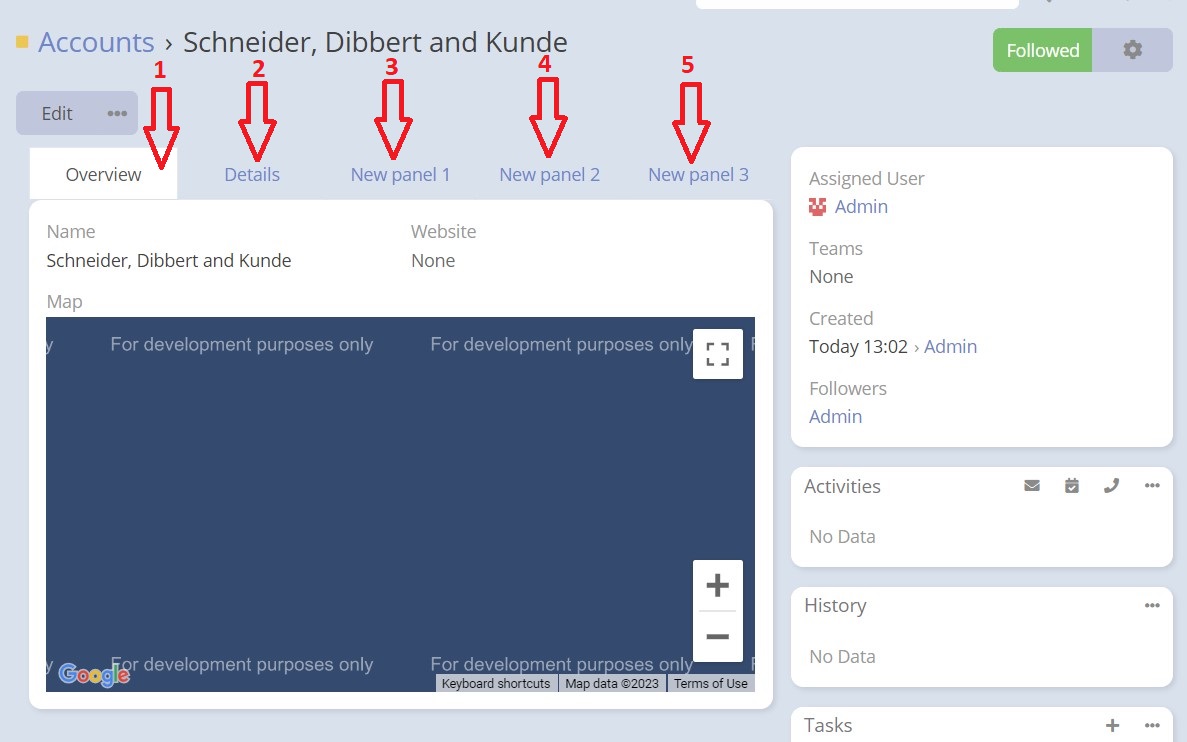 Accounts › Schneider, Dibbert and Kunde
Followed
1 2 3 4 5
Edit
Overview Details New panel 1 New panel 2 New panel 3
Name Website
Schneider, Dibbert and Kunde None
Map
For development purposes only For development purposes only
For development purposes only For development purposes only
Google
Keyboard shortcuts Map data ©2023 Terms of Use
Assigned User
Admin
Teams
None
Created
Today 13:02 › Admin
Followers
Admin
Activities
No Data
History
No Data
Tasks